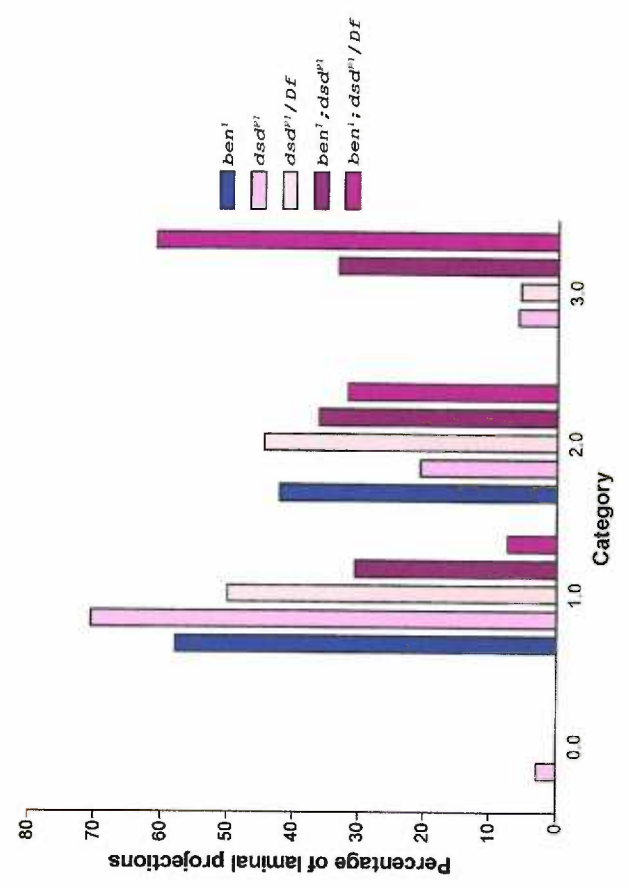 Percentage of laminal projections
80
70
60
50
40
30
20
10
0
0.0
1.0
2.0
3.0
Category
ben¹
dsdᴾ¹
dsdᴾ¹/Df
ben¹;dsdᴾ¹
ben¹;dsdᴾ¹/Df